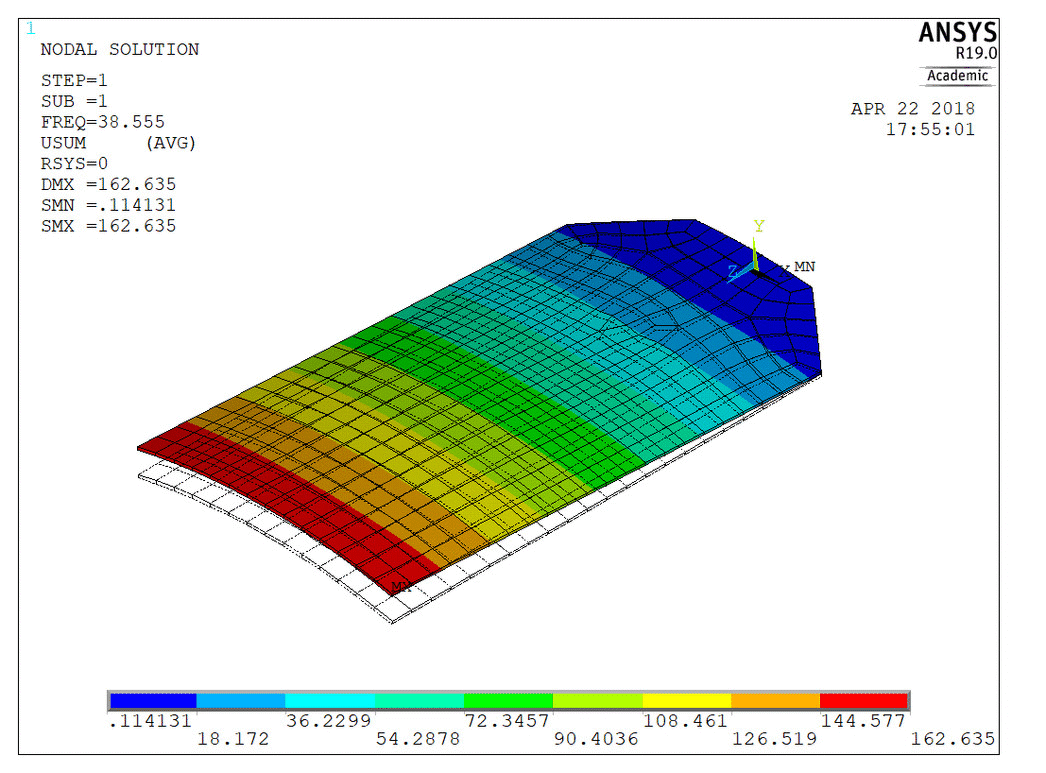 1
NODAL SOLUTION
STEP=1
SUB =1
FREQ=38.555
USUM (AVG)
RSYS=0
DMX =162.635
SMN =.114131
SMX =162.635
ANSYS
R19.0
Academic
APR 22 2018
17:55:01
Y
Z
MN
MX
.114131 36.2299 72.3457 108.461 144.577
18.172 54.2878 90.4036 126.519 162.635